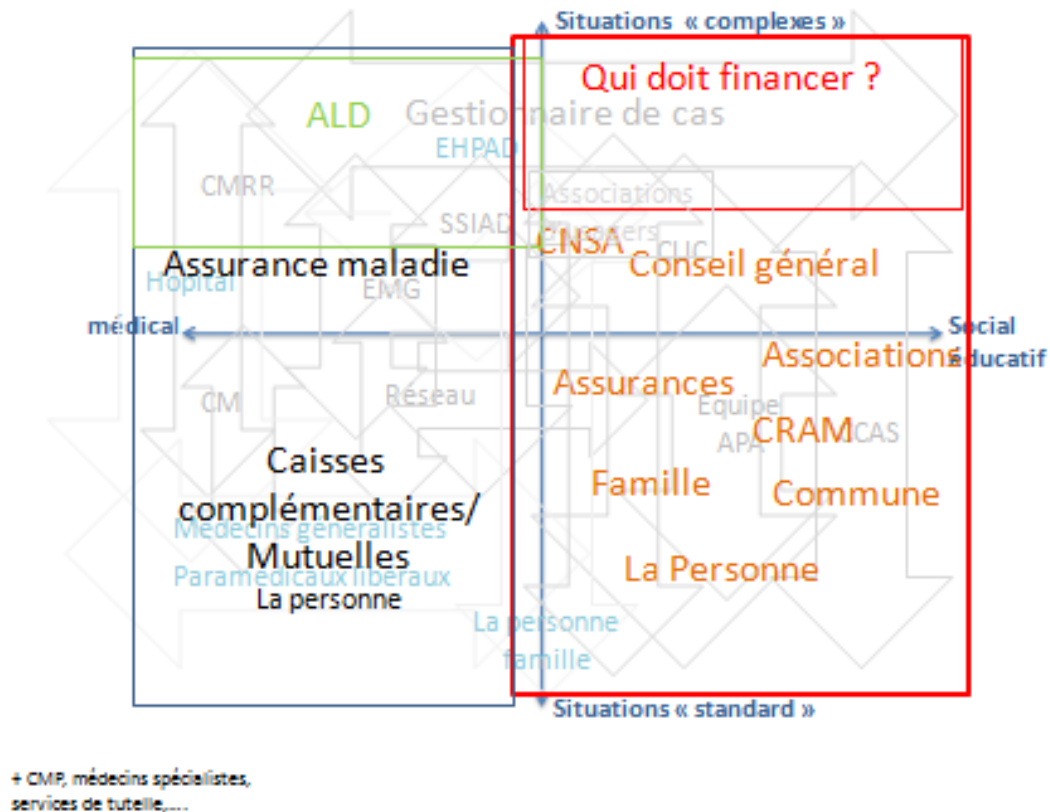 Situations « complexes »
Qui doit financer ?
ALD
Gestionnaire de cas
EHPAD
CMRR
Associations
SSIAD
CNSA
CLIC
Assurance maladie
Conseil général
Hôpital
EMG
médical
Social
éducatif
Associations
Assurances
CM
Réseau
Equipe
APA
CRAM
CCAS
Caisses
complémentaires/
Mutuelles
Famille
Commune
Médecins généralistes
Paramédicaux libéraux
La personne
La Personne
La personne
famille
Situations « standard »
+ CMP, médecins spécialistes,
services de tutelle,....